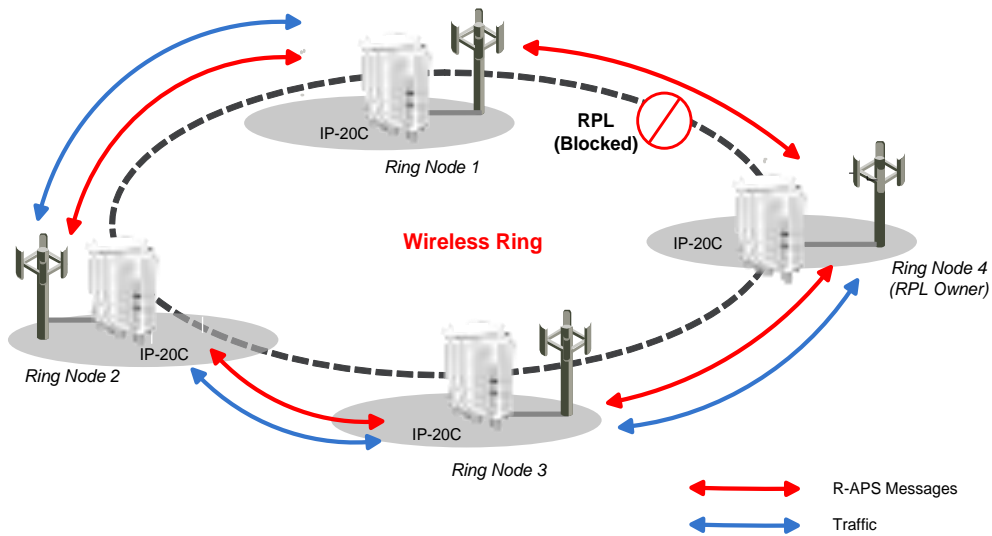 IP-20C
Ring Node 1
RPL
(Blocked)
IP-20C
Ring Node 4
(RPL Owner)
Wireless Ring
IP-20C
Ring Node 2
IP-20C
Ring Node 3
R-APS Messages
Traffic